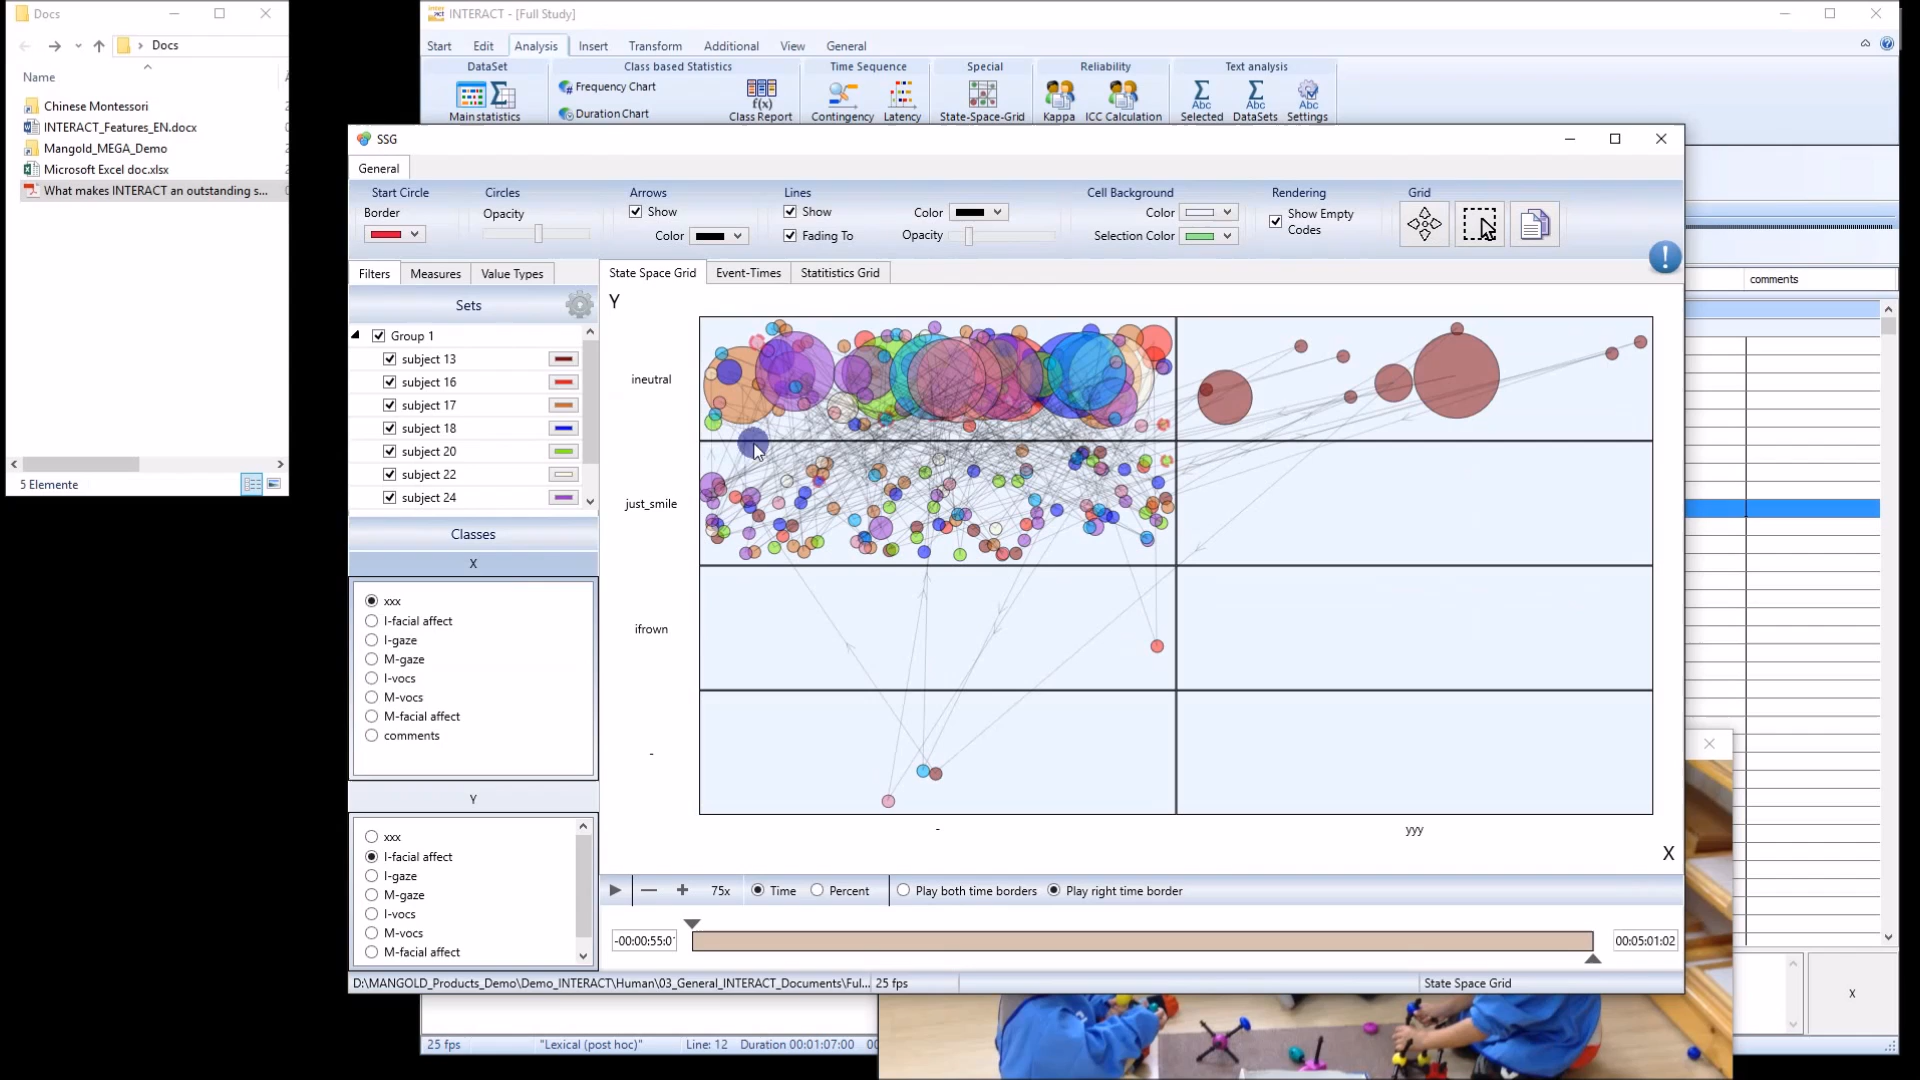 Docs
Docs
Name
Chinese Montessori
INTERACT_Features_EN.docx
Mangold_MEGA_Demo
Microsoft Excel doc.xlsx
What makes INTERACT an outstanding s...
5 Elemente
INTERACT - [Full Study]
Start Edit Analysis Insert Transform Additional View General
DataSet Class based Statistics Time Sequence Special Reliability Text analysis
Frequency Chart
Duration Chart
f(x)
Abc Abc Abc
Main statistics Class Report Contingency Latency State-Space-Grid Kappa ICC Calculation Selected DataSets Settings
comments
SSG
General
Start Circle Circles Arrows Lines Cell Background Rendering Grid
Border Opacity Show Show Color Color Show Empty Codes
Color Fading To Opacity Selection Color
Filters Measures Value Types
State Space Grid Event-Times Statitistics Grid
Sets
Group 1
subject 13
subject 16
subject 17
subject 18
subject 20
subject 22
subject 24
Classes
X
xxx
I-facial affect
I-gaze
M-gaze
I-vocs
M-vocs
M-facial affect
comments
Y
xxx
I-facial affect
I-gaze
M-gaze
I-vocs
M-vocs
M-facial affect
Y
ineutral
just_smile
ifrown
-
- yyy
X
75x Time Percent Play both time borders Play right time border
-00:00:55:0 00:05:01:02
D:\MANGOLD_Products_Demo\Demo_INTERACT\Human\03_General_INTERACT_Documents\Ful... 25 fps State Space Grid
X
25 fps "Lexical (post hoc)" Line: 12 Duration 00:01:07:00